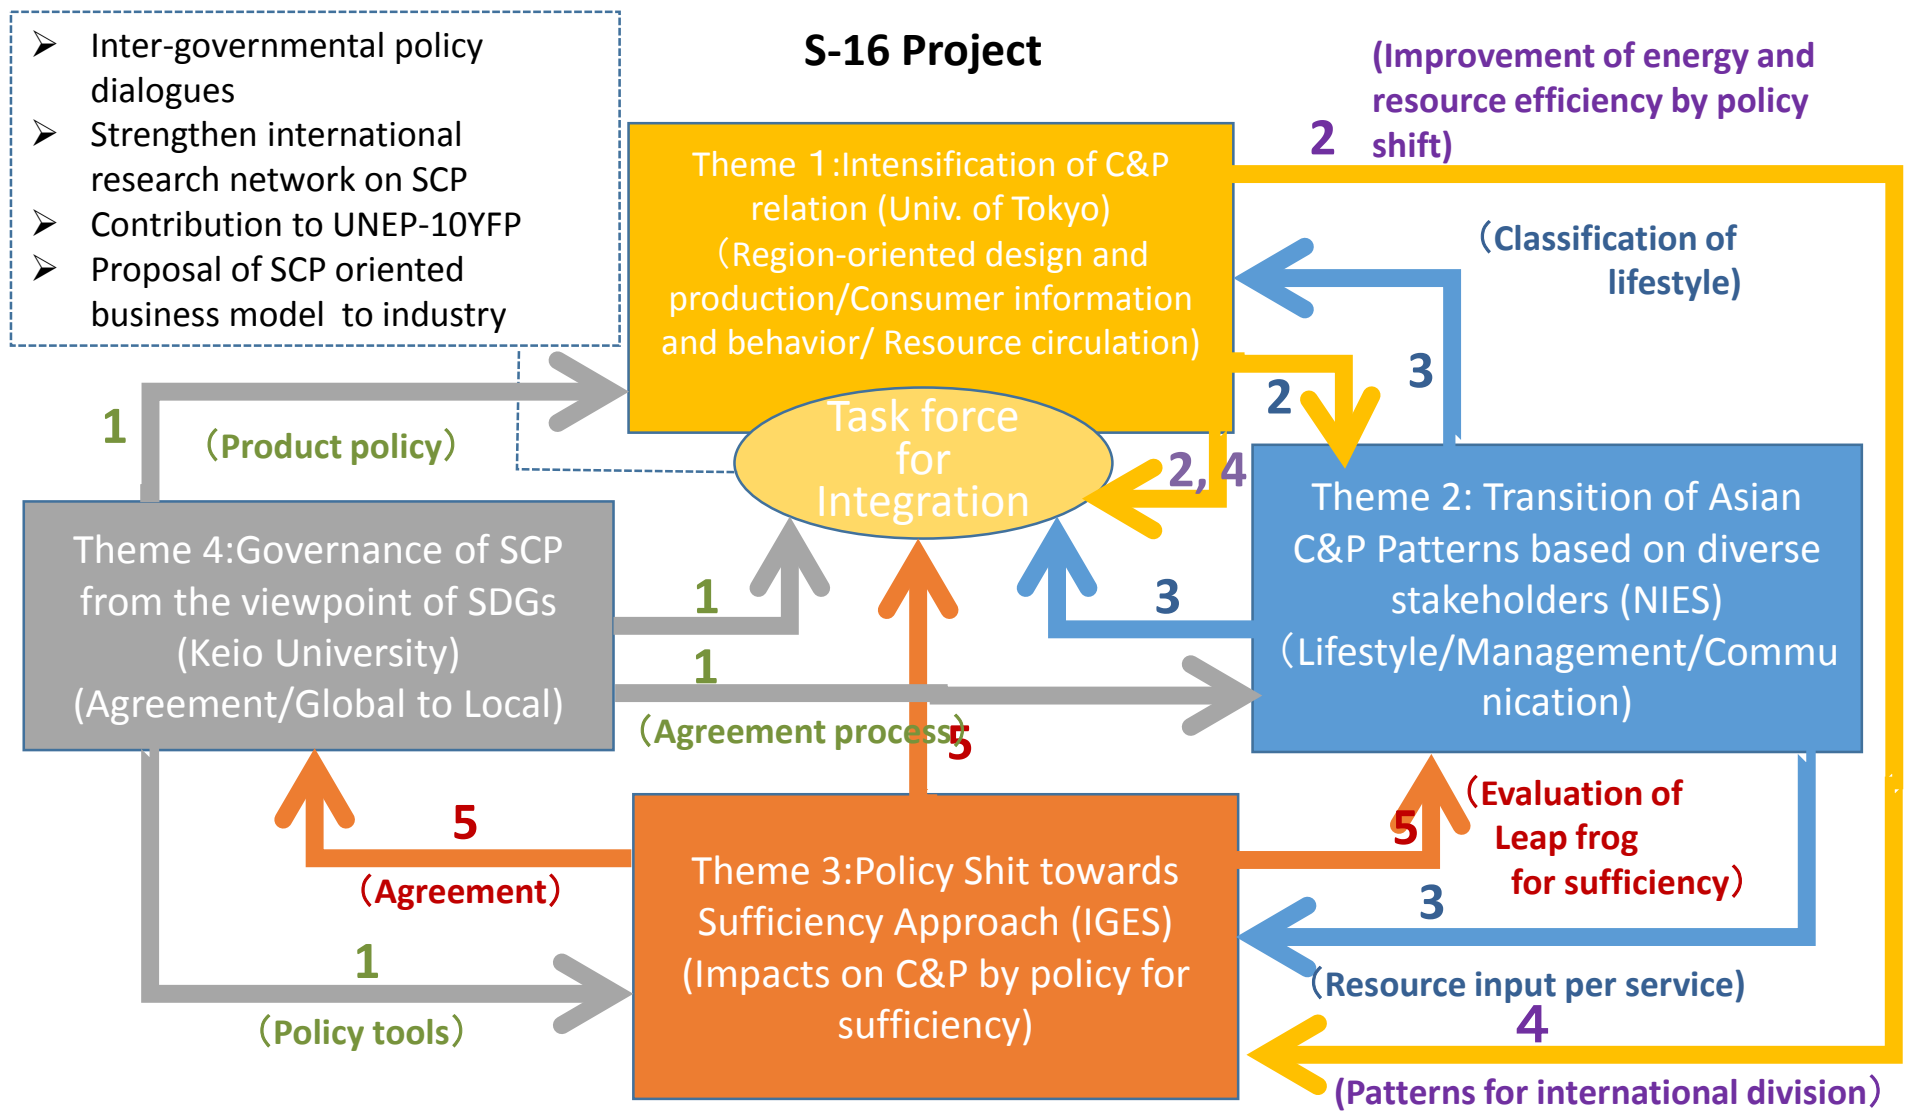 ➢ Inter-governmental policy
dialogues
➢ Strengthen international
research network on SCP
➢ Contribution to UNEP-10YFP
➢ Proposal of SCP oriented
business model to industry
S-16 Project
(Improvement of energy and
resource efficiency by policy
shift)
2
Theme 1:Intensification of C&P
relation (Univ. of Tokyo)
(Region-oriented design and
production/Consumer information
and behavior/ Resource circulation)
(Classification of
lifestyle)
3
2
1
(Product policy)
Task force
for
Integration
2, 4
Theme 2: Transition of Asian
C&P Patterns based on diverse
stakeholders (NIES)
(Lifestyle/Management/Commu
nication)
Theme 4:Governance of SCP
from the viewpoint of SDGs
(Keio University)
(Agreement/Global to Local)
1
3
1
(Agreement process)
5
5
(Agreement)
5
(Evaluation of
Leap frog
for sufficiency)
Theme 3:Policy Shit towards
Sufficiency Approach (IGES)
(Impacts on C&P by policy for
sufficiency)
3
(Resource input per service)
1
(Policy tools)
4
(Patterns for international division)